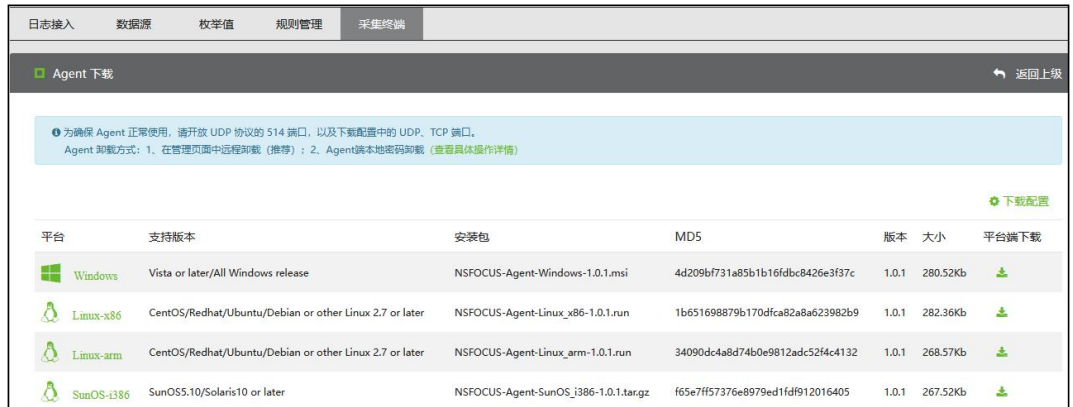 日志接入 数据源 枚举值 规则管理 采集终端
Agent 下载 返回上级
为确保 Agent 正常使用，请开放 UDP 协议的 514 端口，以及下载配置中的 UDP、TCP 端口。
Agent 卸载方式：1、在管理页面中远程卸载（推荐）；2、Agent端本地密码卸载（查看具体操作详情）
下载配置
平台 支持版本 安装包 MD5 版本 大小 平台端下载
Windows Vista or later/All Windows release NSFOCUS-Agent-Windows-1.0.1.msi 4d209bf731a85b1b16fdbc8426e3f37c 1.0.1 280.52Kb
Linux-x86 CentOS/Redhat/Ubuntu/Debian or other Linux 2.7 or later NSFOCUS-Agent-Linux_x86-1.0.1.run 1b651698879b170dfca82a8a623982b9 1.0.1 282.36Kb
Linux-arm CentOS/Redhat/Ubuntu/Debian or other Linux 2.7 or later NSFOCUS-Agent-Linux_arm-1.0.1.run 34090dc4a8d74b0e9812adc52f4c4132 1.0.1 268.57Kb
SunOS-i386 SunOS5.10/Solaris10 or later NSFOCUS-Agent-SunOS_i386-1.0.1.tar.gz f65e7ff57376e8979ed1fdf912016405 1.0.1 267.52Kb